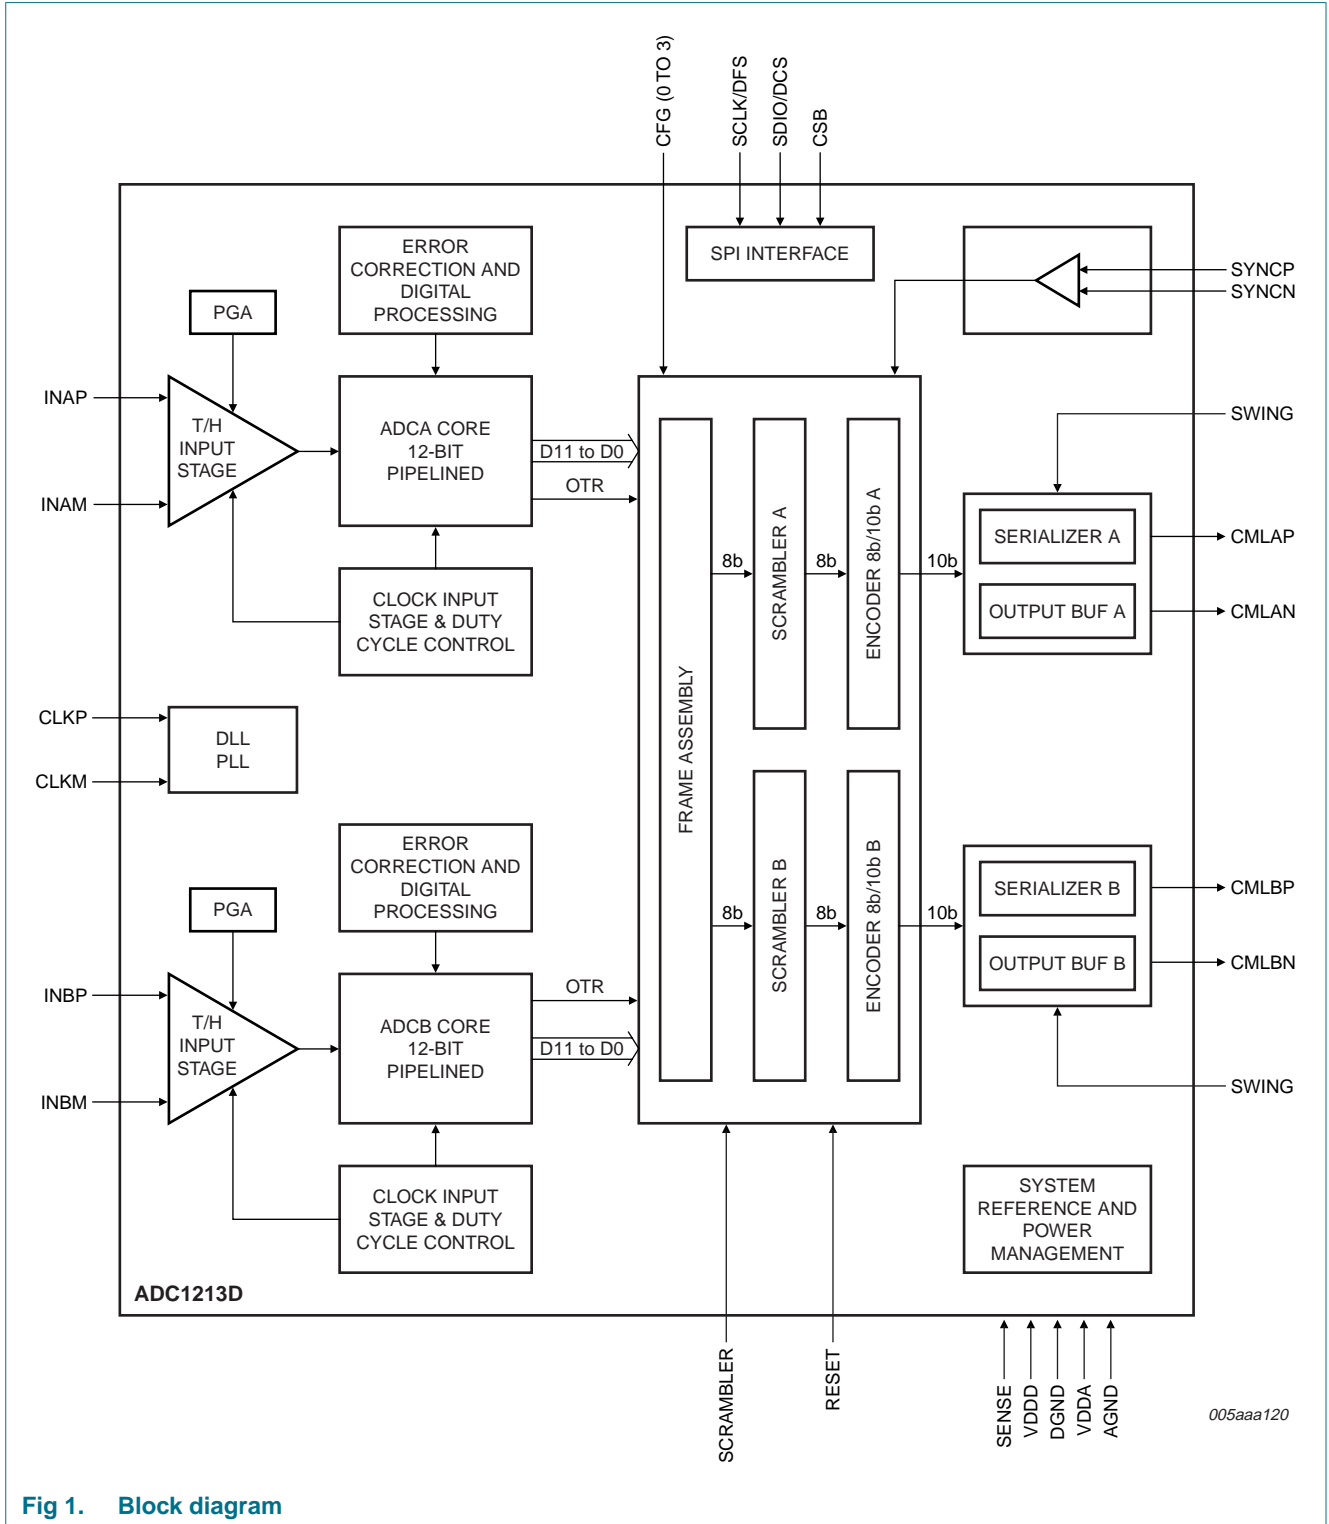 CFG (0 TO 3)
SCLK/DFS
SDIO/DCS
CSB
ERROR
CORRECTION AND
DIGITAL
PROCESSING
SPI INTERFACE
SYNCP
SYNCN
PGA
INAP
T/H
INPUT
STAGE
INAM
ADCA CORE
12-BIT
PIPELINED
D11 to D0
OTR
SWING
CLOCK INPUT
STAGE & DUTY
CYCLE CONTROL
FRAME ASSEMBLY
8b
SCRAMBLER A
8b
ENCODER 8b/10b A
10b
SERIALIZER A
OUTPUT BUF A
CMLAP
CMLAN
CLKP
CLKM
DLL
PLL
ERROR
CORRECTION AND
DIGITAL
PROCESSING
PGA
INBP
T/H
INPUT
STAGE
INBM
ADCB CORE
12-BIT
PIPELINED
OTR
D11 to D0
8b
SCRAMBLER B
8b
ENCODER 8b/10b B
10b
SERIALIZER B
OUTPUT BUF B
CMLBP
CMLBN
SWING
CLOCK INPUT
STAGE & DUTY
CYCLE CONTROL
SYSTEM
REFERENCE AND
POWER
MANAGEMENT
ADC1213D
SCRAMBLER
RESET
SENSE
VDDD
DGND
VDDA
AGND
005aaa120
Fig 1. Block diagram